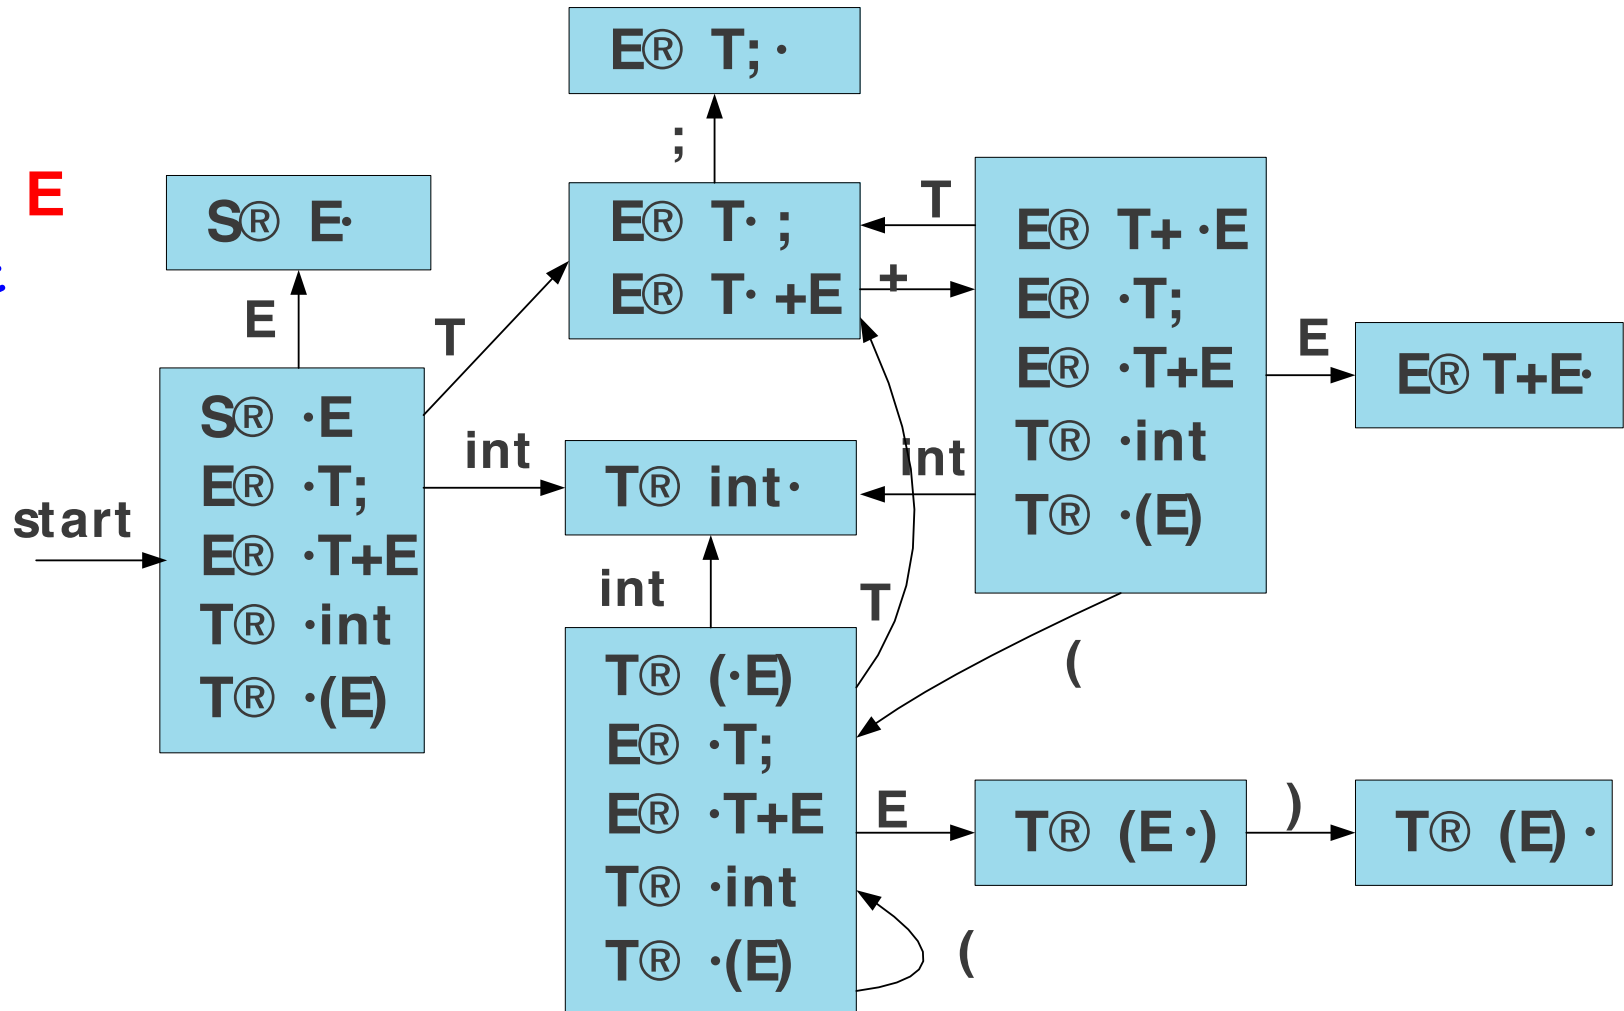 E® T; ·
;
E
S® E·
E® T· ;
E® T· +E
T
+
E® T+ ·E
E® ·T;
E® ·T+E
T® ·int
T® ·(E)
E
T
E
E® T+E·
S® ·E
E® ·T;
E® ·T+E
T® ·int
T® ·(E)
int
T® int·
int
start
int
T
(
T® (·E)
E® ·T;
E® ·T+E
T® ·int
T® ·(E)
E
T® (E ·)
)
T® (E) ·
(